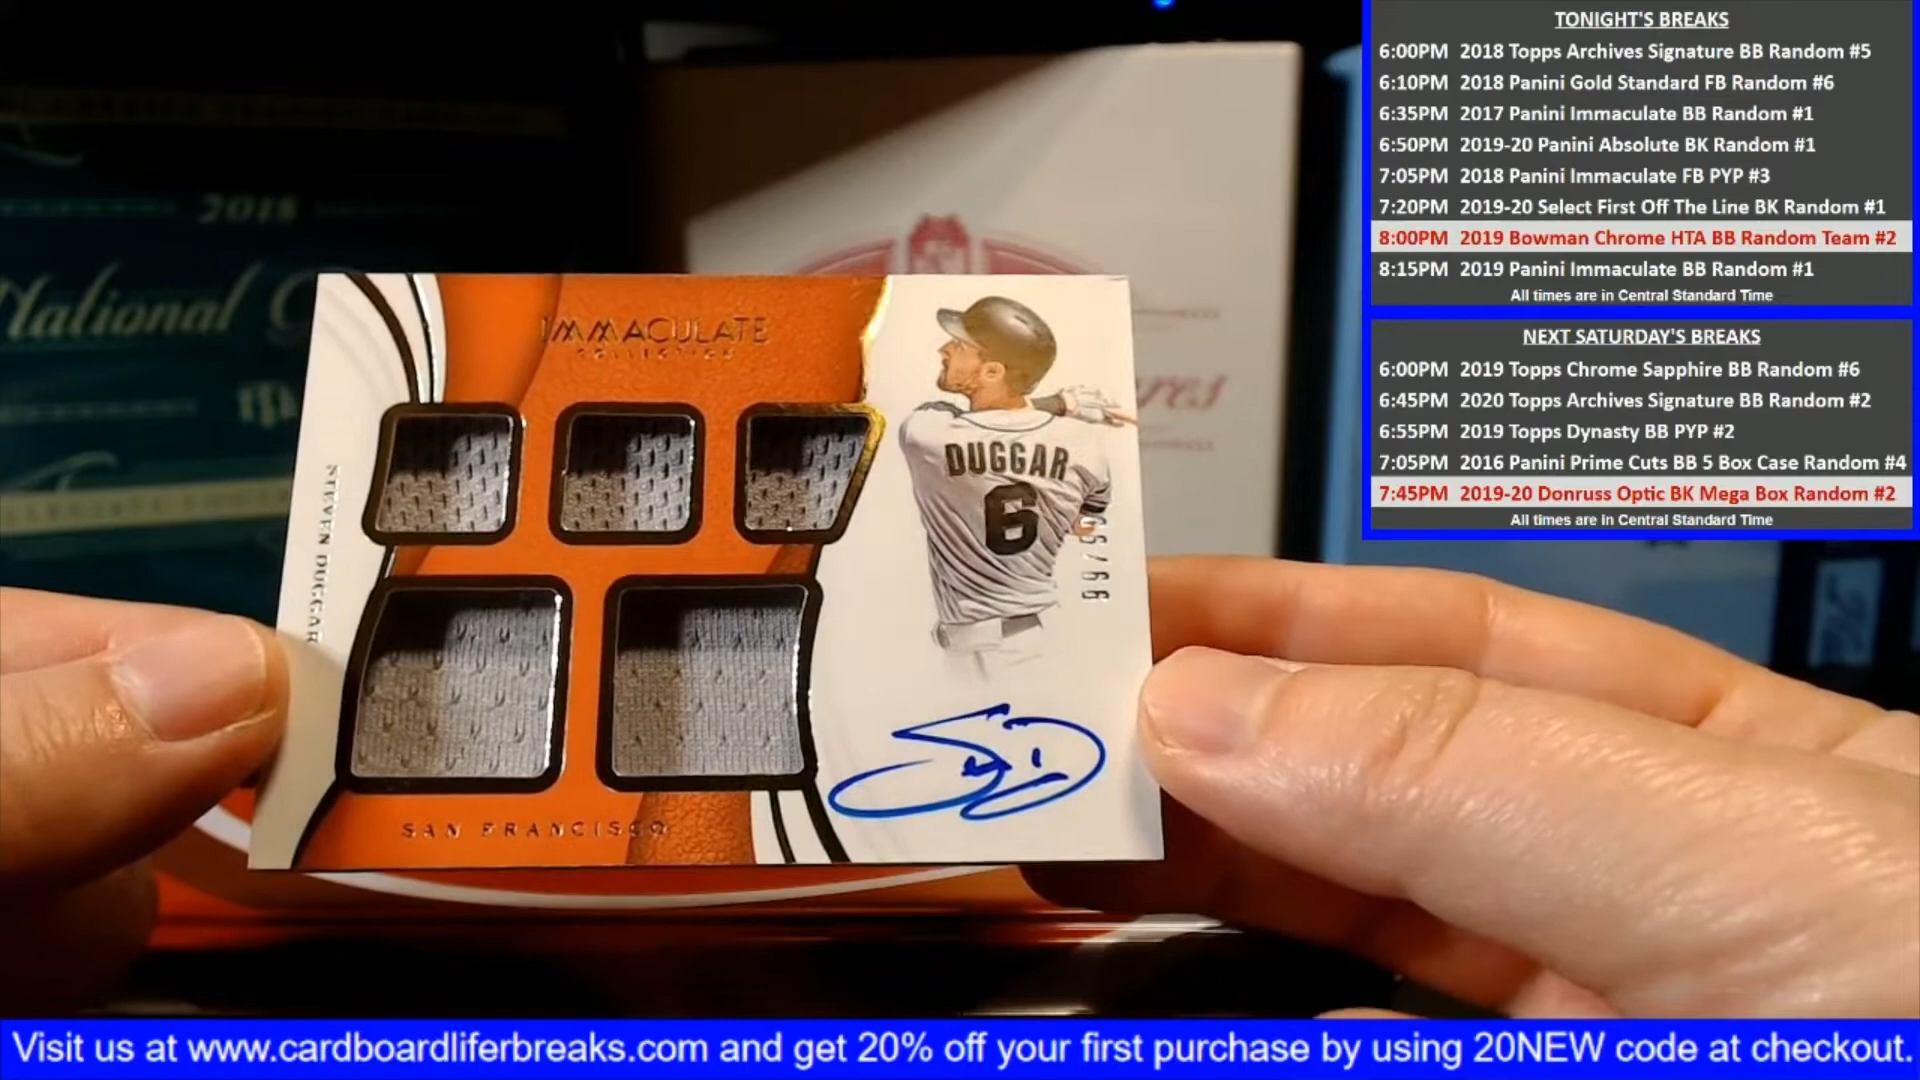 TONIGHT'S BREAKS
6:00PM 2018 Topps Archives Signature BB Random #5
6:10PM 2018 Panini Gold Standard FB Random #6
6:35PM 2017 Panini Immaculate BB Random #1
6:50PM 2019-20 Panini Absolute BK Random #1
7:05PM 2018 Panini Immaculate FB PYP #3
7:20PM 2019-20 Select First Off The Line BK Random #1
8:00PM 2019 Bowman Chrome HTA BB Random Team #2
8:15PM 2019 Panini Immaculate BB Random #1
All times are in Central Standard Time
NEXT SATURDAY'S BREAKS
6:00PM 2019 Topps Chrome Sapphire BB Random #6
6:45PM 2020 Topps Archives Signature BB Random #2
6:55PM 2019 Topps Dynasty BB PYP #2
7:05PM 2016 Panini Prime Cuts BB 5 Box Case Random #4
7:45PM 2019-20 Donruss Optic BK Mega Box Random #2
All times are in Central Standard Time
2018
National
IMMACULATE
COLLECTION
STEVEN DUGGAR
DUGGAR
6
SAN FRANCISCO
Visit us at www.cardboardliferbreaks.com and get 20% off your first purchase by using 20NEW code at checkout.